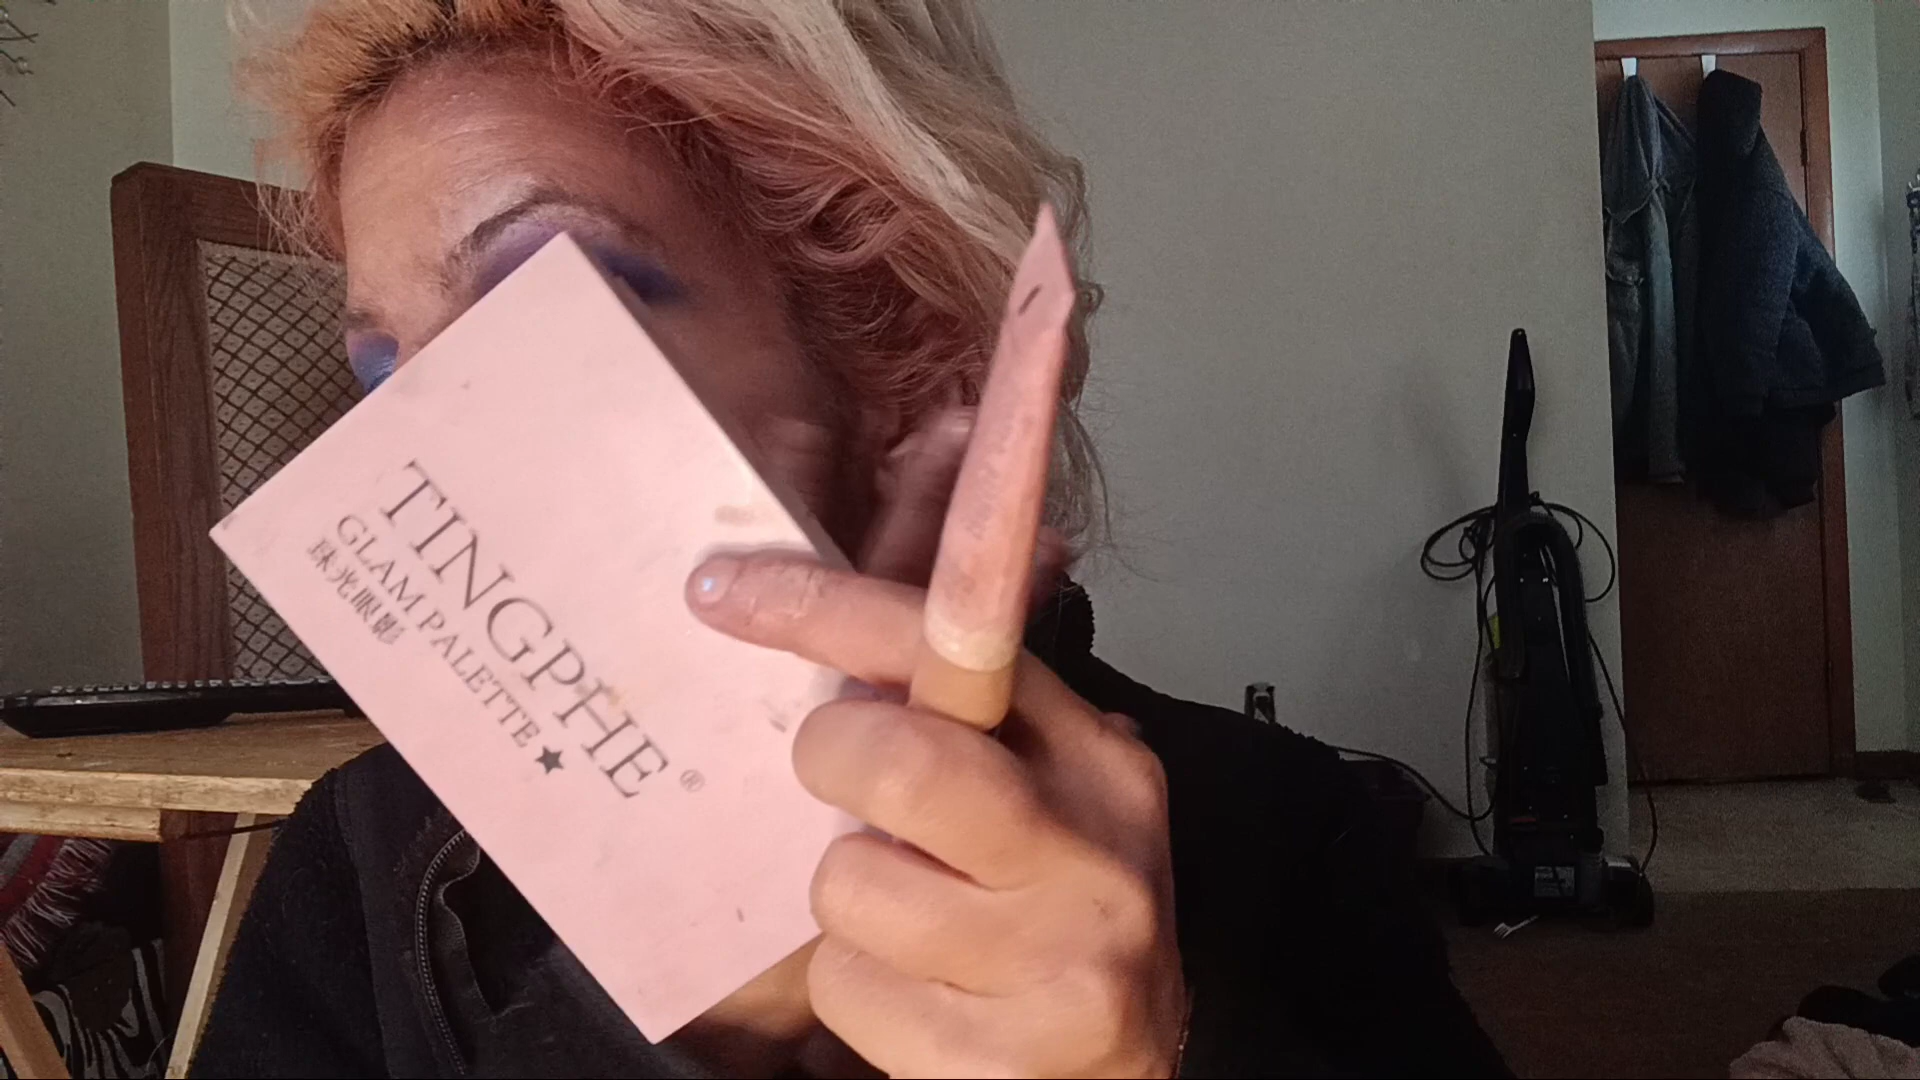 TINGPHE ®
GLAM PALETTE★
珠光眼影